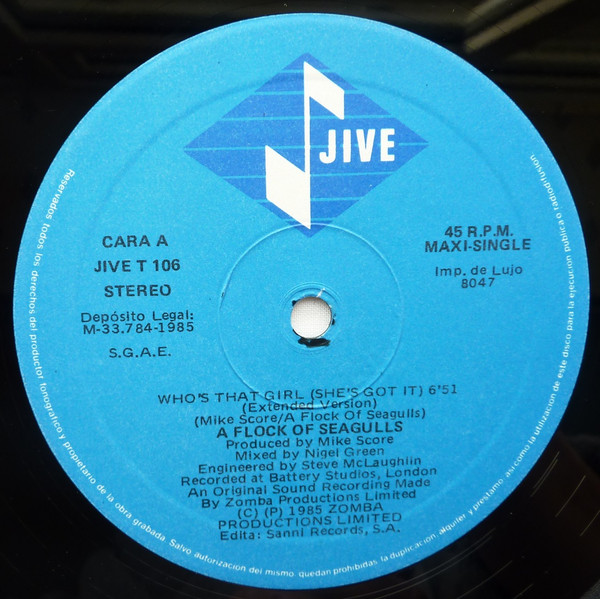 JIVE
CARA A
JIVE T 106
STEREO
Depósito Legal:
M-33.784-1985
S.G.A.E.
45 R.P.M.
MAXI-SINGLE
Imp. de Lujo
8047
WHO'S THAT GIRL (SHE'S GOT IT) 6'51
(Extended Version)
(Mike Score/A Flock Of Seagulls)
A FLOCK OF SEAGULLS
Produced by Mike Score
Mixed by Nigel Green
Engineered by Steve McLaughlin
Recorded at Battery Studios, London
An Original Sound Recording Made
By Zomba Productions Limited
(C) (P) 1985 ZOMBA
PRODUCTIONS LIMITED
Edita: Sanni Records, S.A.
Reservados todos los derechos del productor fonográfico y propietario de la obra grabada. Salvo autorización del mismo, quedan prohibidas la duplicación, alquiler y préstamo, así como la utilización de este disco para la ejecución pública o radiodifusión.